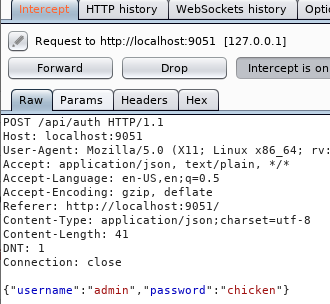 Intercept HTTP history WebSockets history
Request to http://localhost:9051 [127.0.0.1]
Forward Drop Intercept is on
Raw Params Headers Hex
POST /api/auth HTTP/1.1
Host: localhost:9051
User-Agent: Mozilla/5.0 (X11; Linux x86_64; rv:
Accept: application/json, text/plain, */*
Accept-Language: en-US,en;q=0.5
Accept-Encoding: gzip, deflate
Referer: http://localhost:9051/
Content-Type: application/json;charset=utf-8
Content-Length: 41
DNT: 1
Connection: close
{"username":"admin","password":"chicken"}